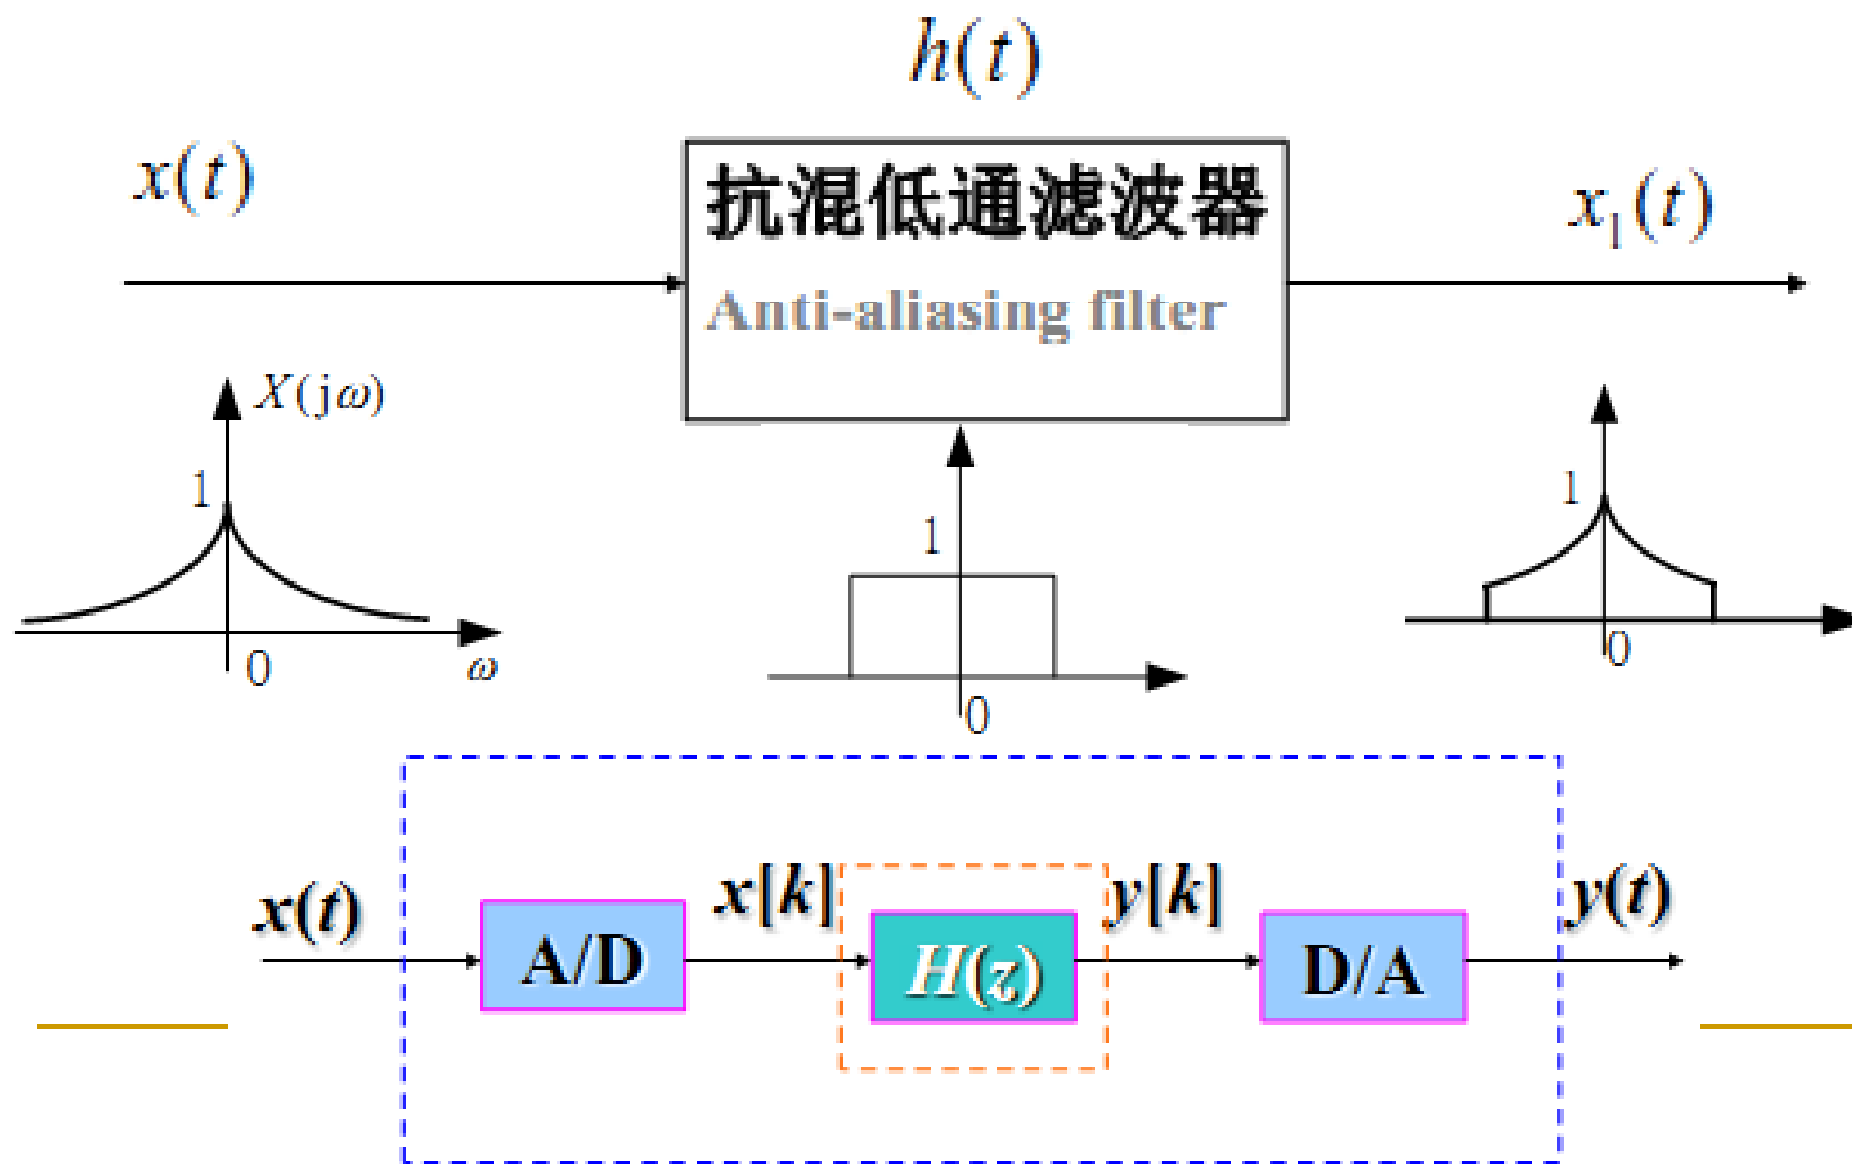 h(t)
x(t)
抗混低通滤波器
x₁(t)
Anti-aliasing filter
X(jω)
1
1
1
0
ω
0
0
x(t)
x[k]
y[k]
y(t)
A/D
H(z)
D/A